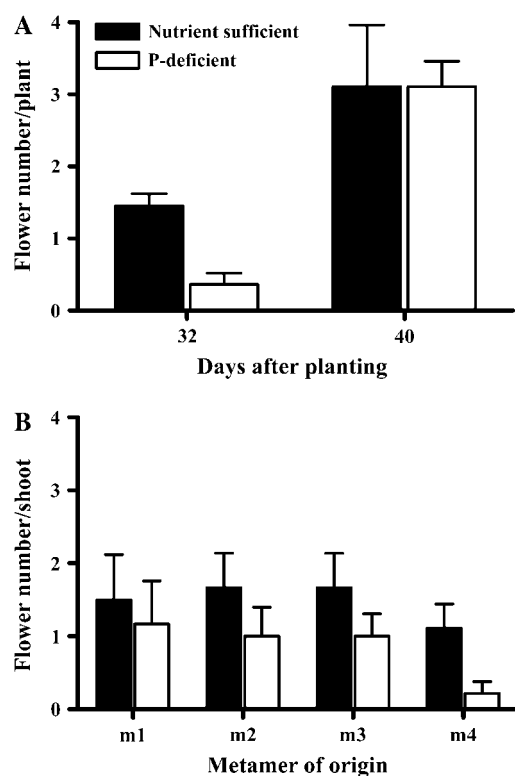 A
Nutrient sufficient
P-deficient
Flower number/plant
4
3
2
1
0
32
40
Days after planting
B
Flower number/shoot
4
3
2
1
0
m1
m2
m3
m4
Metamer of origin